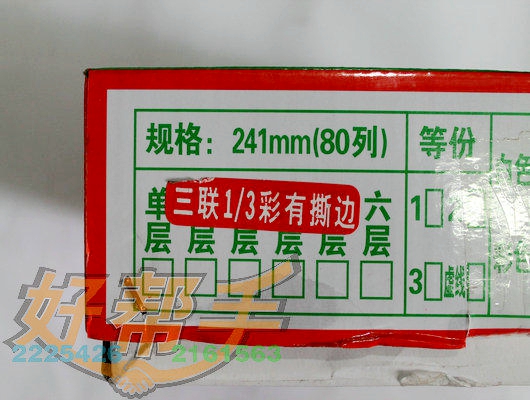 规格：241mm(80列)
等份
三联1/3彩有撕边
单 六
1
层 层 层 层 层 层
3 虚线
好帮手
2225426 2161563